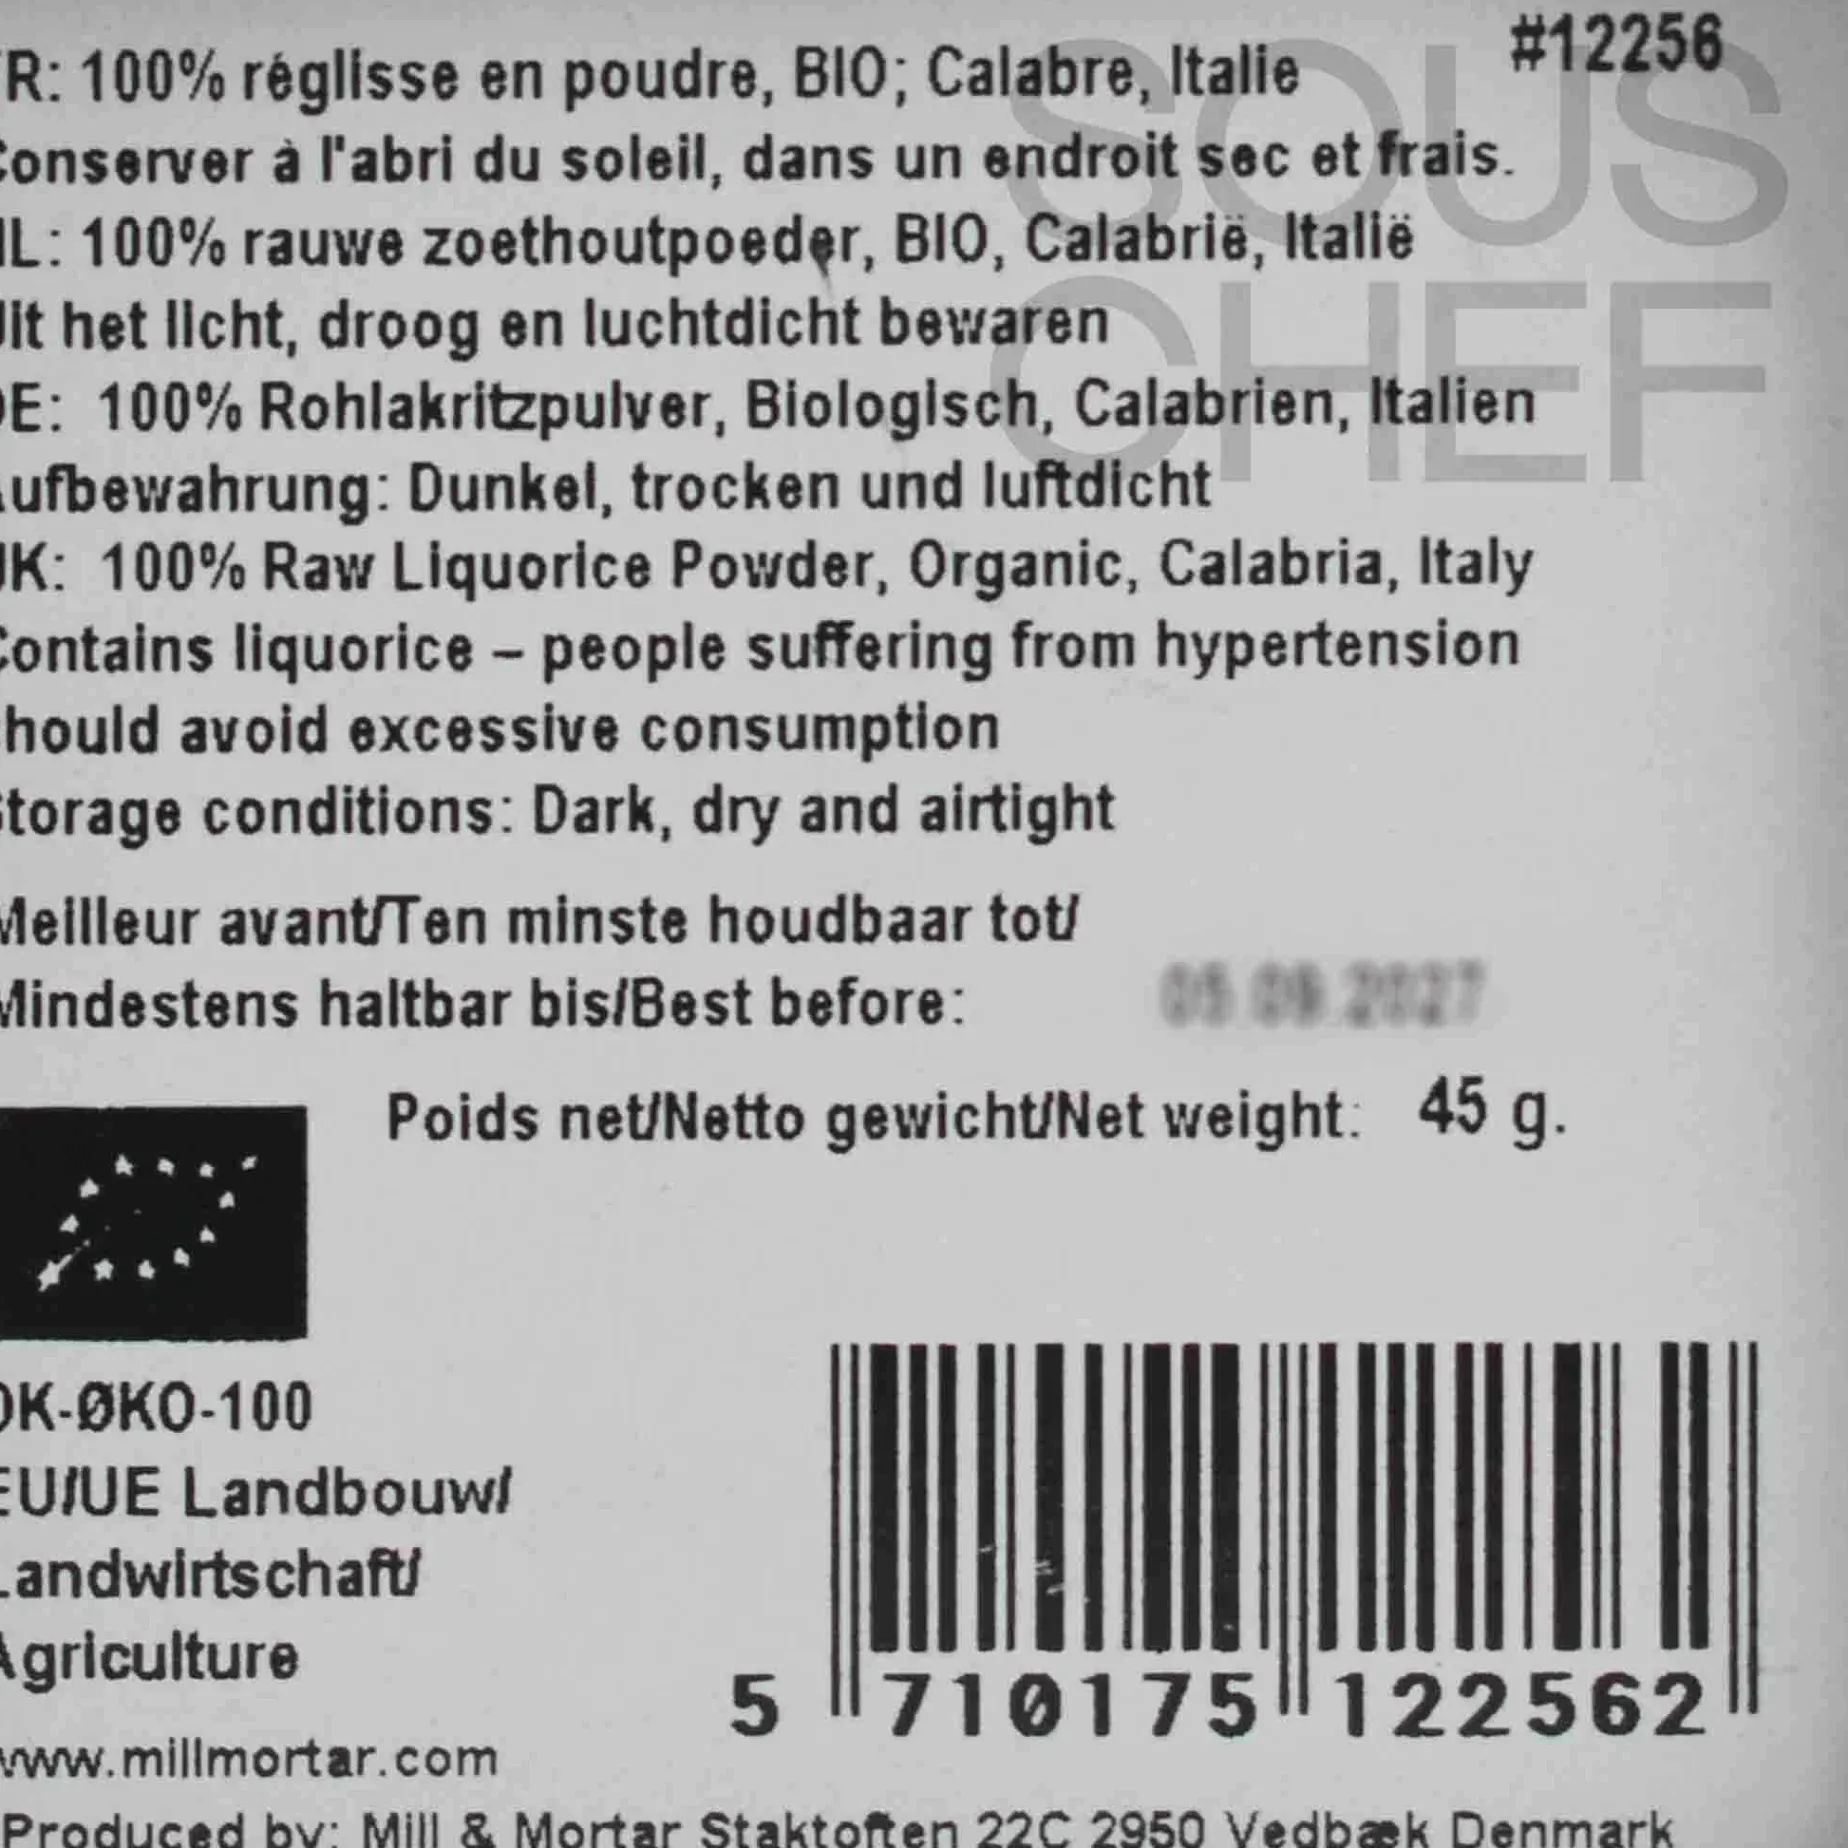 #12256
R: 100% réglisse en poudre, BIO; Calabre, Italie
onserver à l'abri du soleil, dans un endroit sec et frais.
L: 100% rauwe zoethoutpoeder, BIO, Calabrië, Italië
it het licht, droog en luchtdicht bewaren
E: 100% Rohlakritzpulver, Biologisch, Calabrien, Italien
ufbewahrung: Dunkel, trocken und luftdicht
K: 100% Raw Liquorice Powder, Organic, Calabria, Italy
ontains liquorice – people suffering from hypertension
hould avoid excessive consumption
torage conditions: Dark, dry and airtight
Meilleur avant/Ten minste houdbaar tot/
Mindestens haltbar bis/Best before:
Poids net/Netto gewicht/Net weight: 45 g.
DK-ØKO-100
EU/UE Landbouw/
Landwirtschaft/
Agriculture
www.millmortar.com
Produced by: Mill & Mortar Staktoften 22C 2950 Vedbæk Denmark
5 710175 122562
SOUS
CHEF